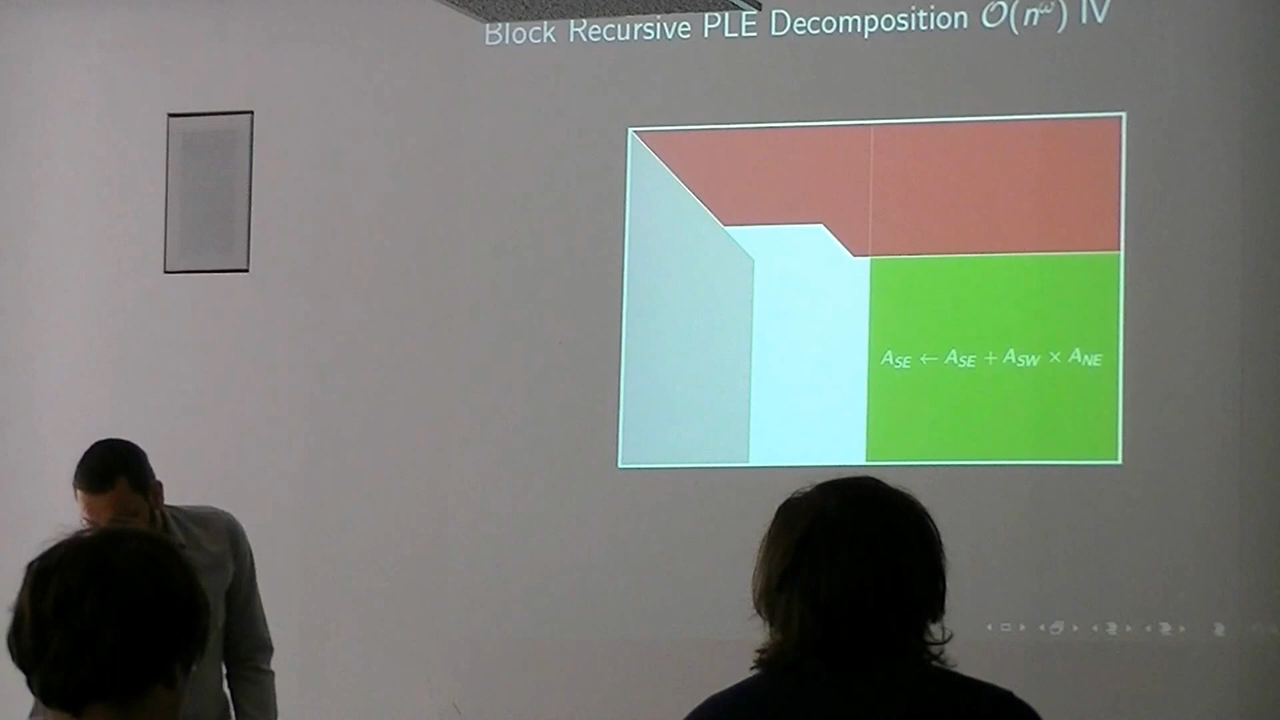 Block Recursive PLE Decomposition 𝒪(n^ω) IV
A_SE ← A_SE + A_SW × A_NE